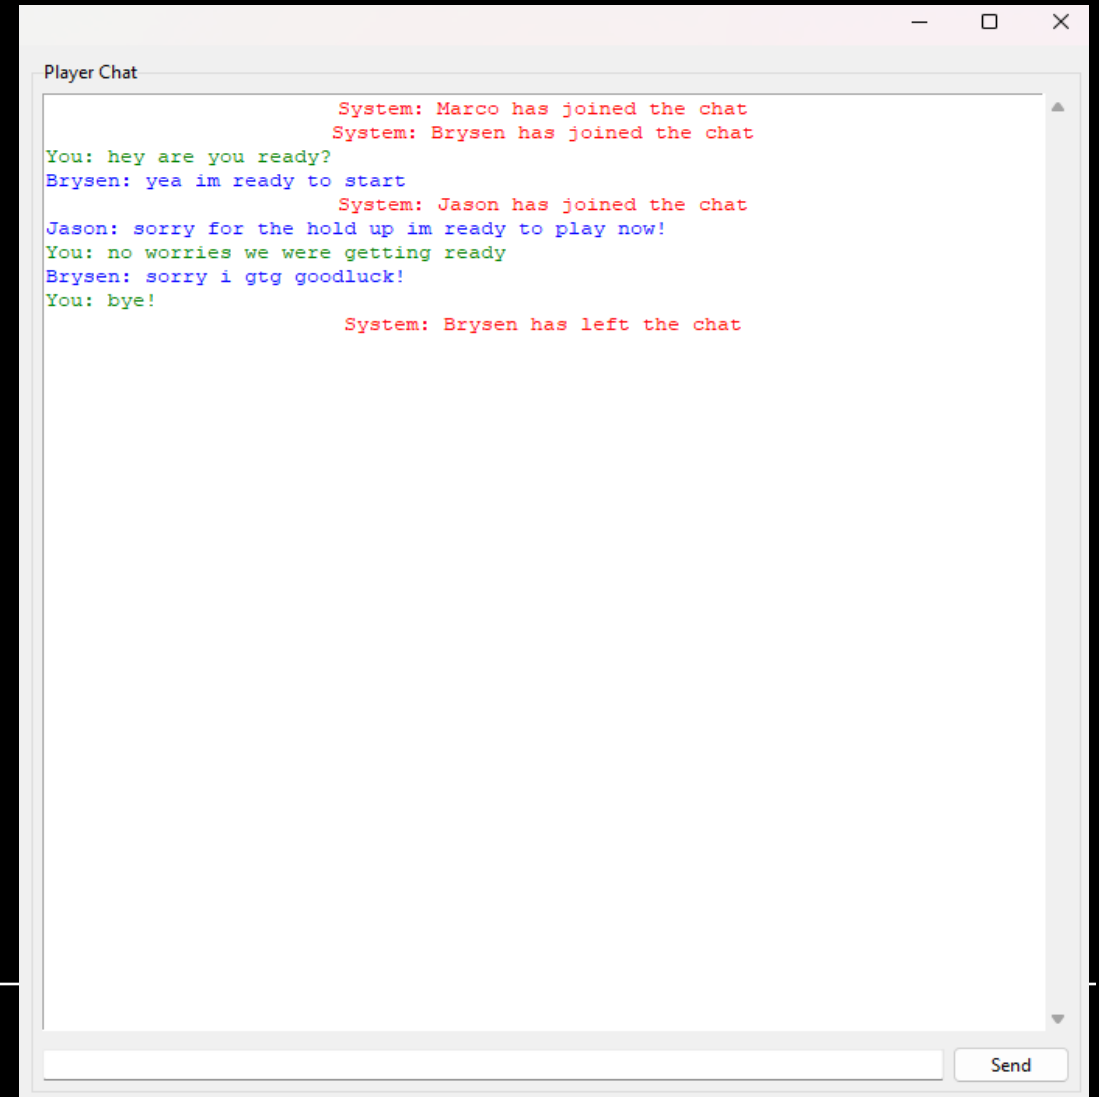 Player Chat
System: Marco has joined the chat
System: Brysen has joined the chat
You: hey are you ready?
Brysen: yea im ready to start
System: Jason has joined the chat
Jason: sorry for the hold up im ready to play now!
You: no worries we were getting ready
Brysen: sorry i gtg goodluck!
You: bye!
System: Brysen has left the chat
Send